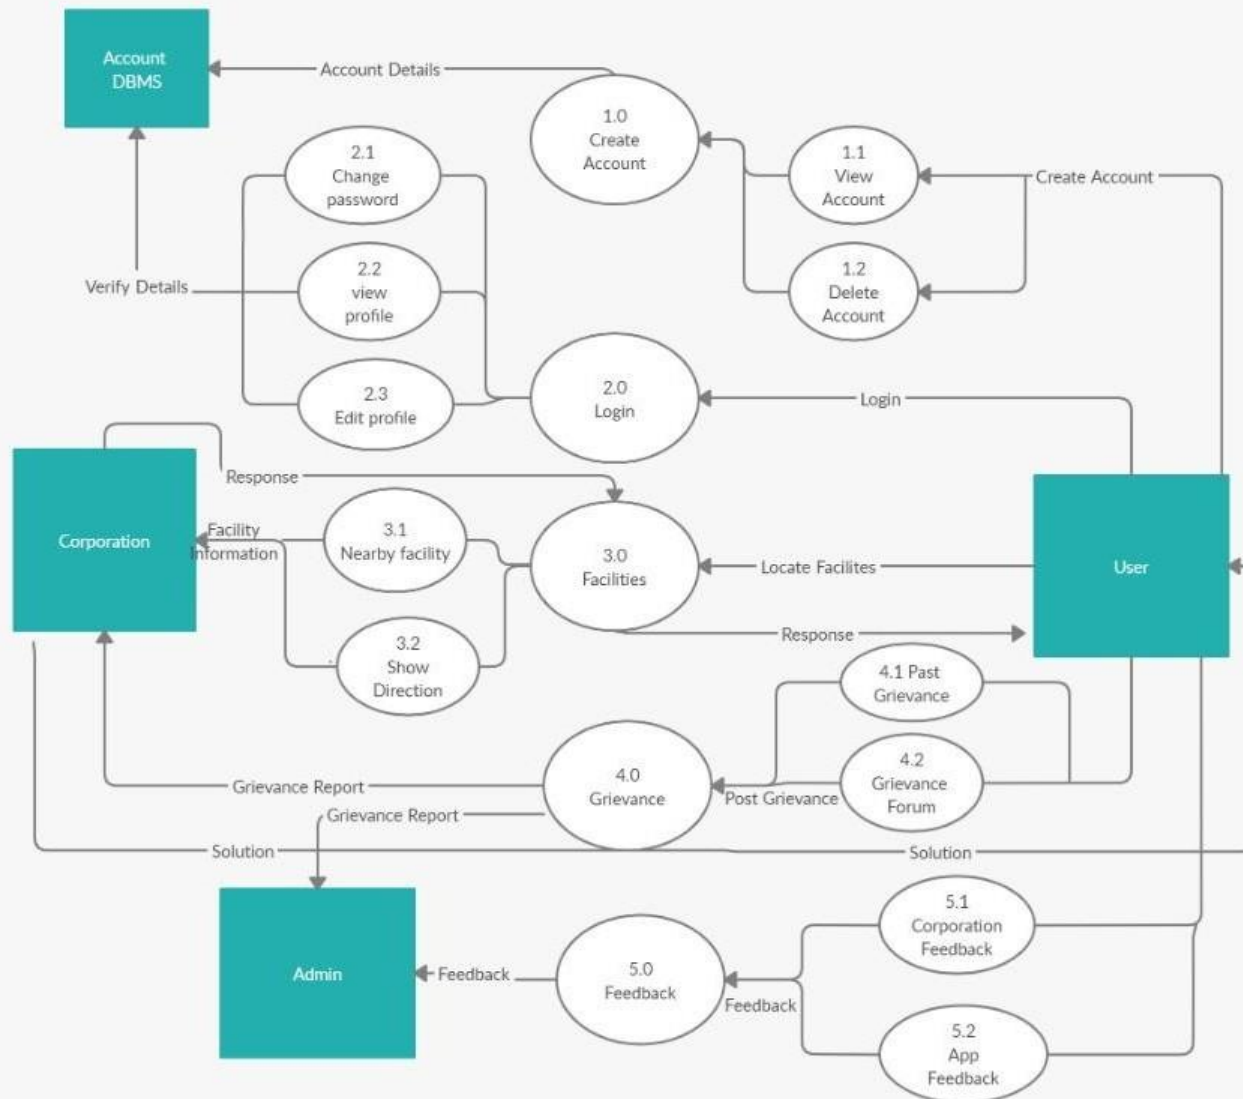 Account
DBMS
Account Details
1.0
Create
Account
2.1
Change
password
1.1
View
Account
Create Account
2.2
view
profile
Verify Details
1.2
Delete
Account
2.3
Edit profile
2.0
Login
Login
Response
Corporation
Facility
Information
3.1
Nearby facility
3.0
Facilities
Locate Facilites
User
Response
3.2
Show
Direction
4.1 Past
Grievance
4.0
Grievance
4.2
Grievance
Forum
Post Grievance
Grievance Report
Grievance Report
Solution
Solution
5.1
Corporation
Feedback
Admin
Feedback
5.0
Feedback
Feedback
5.2
App
Feedback